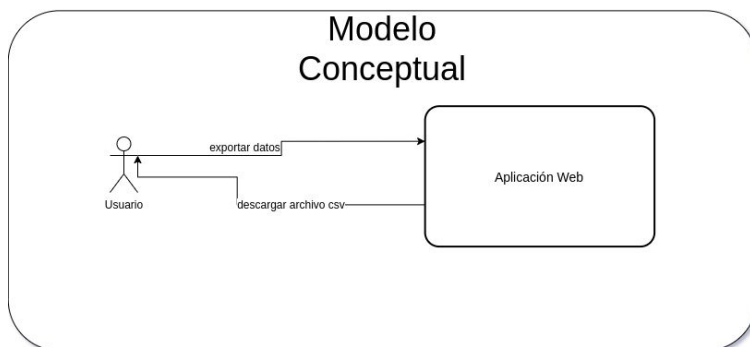 Modelo
Conceptual
exportar datos
Aplicación Web
Usuario
descargar archivo csv